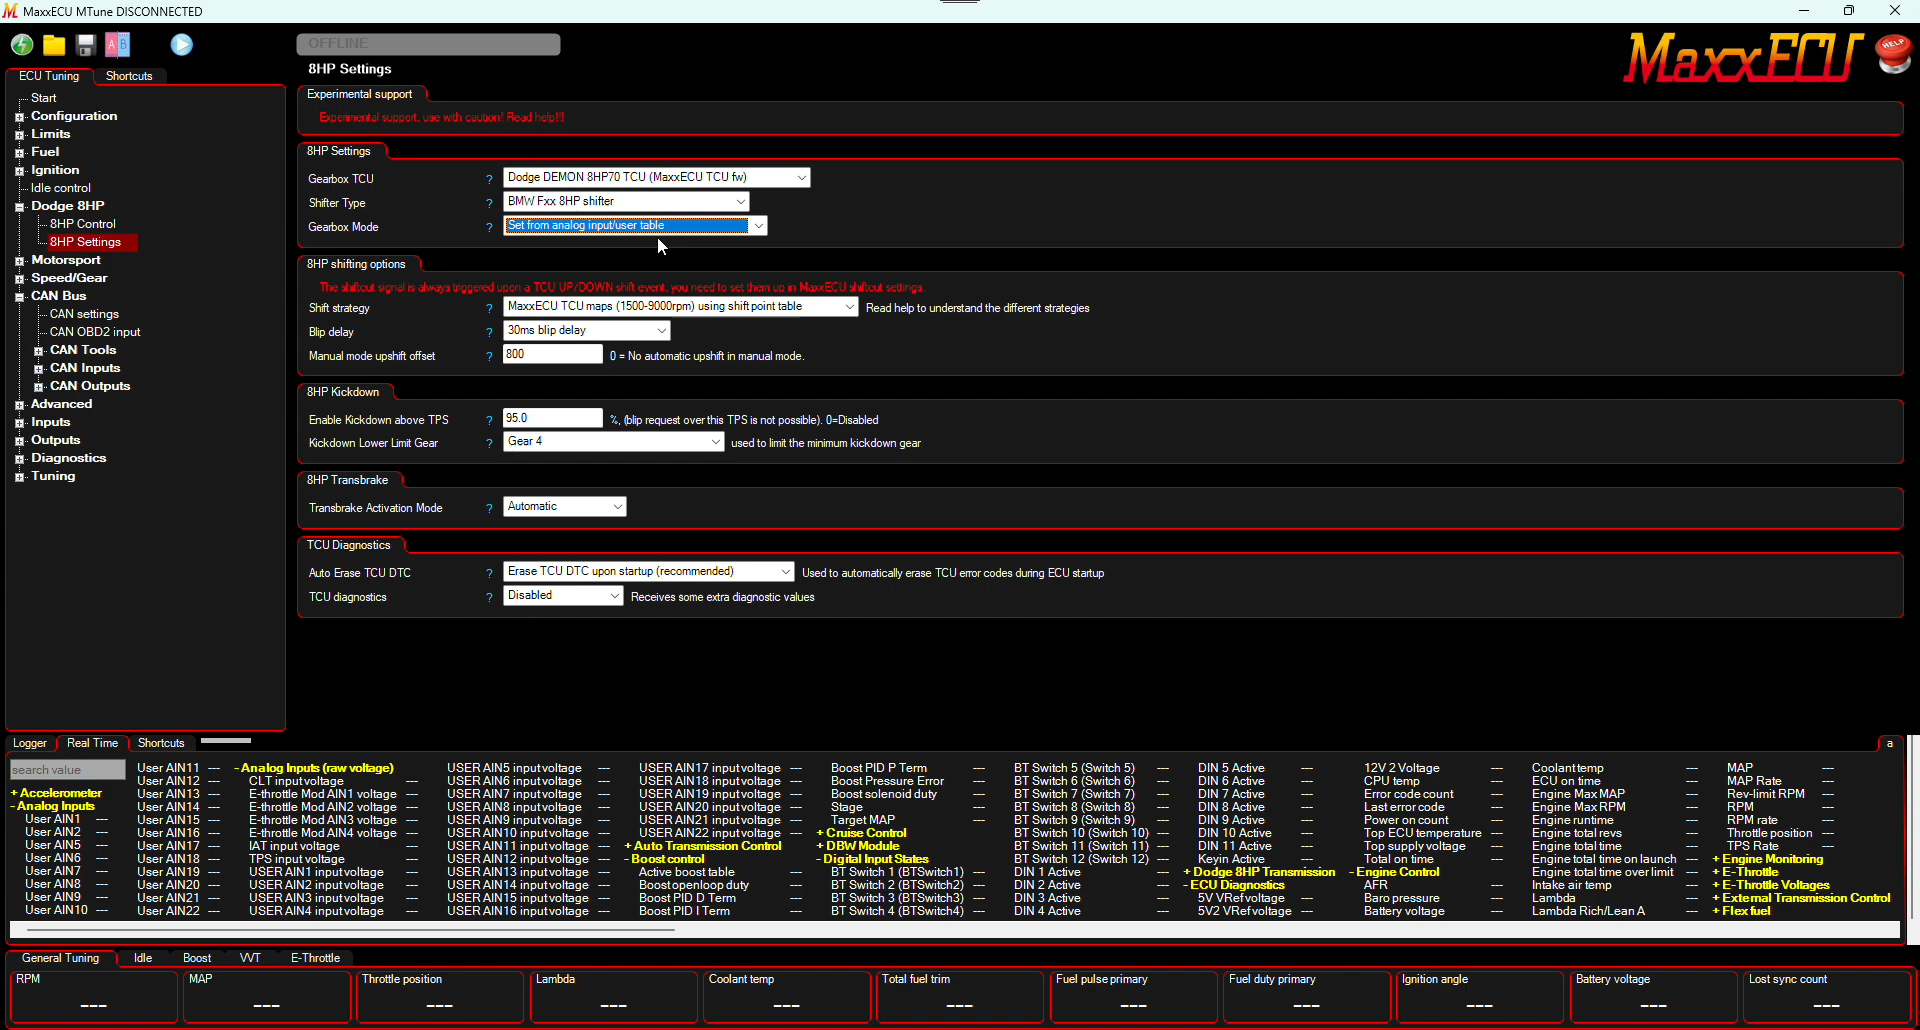 MaxxECU MTune DISCONNECTED
OFFLINE
MaxxECU
HELP
A B
8HP Settings
ECU Tuning
Shortcuts
Start
Configuration
Limits
Fuel
Ignition
Idle control
Dodge 8HP
8HP Control
8HP Settings
Motorsport
Speed/Gear
CAN Bus
CAN settings
CAN OBD2 input
CAN Tools
CAN Inputs
CAN Outputs
Advanced
Inputs
Outputs
Diagnostics
Tuning
Experimental support
Experimental support, use with caution! Read help!!!
8HP Settings
Gearbox TCU ? Dodge DEMON 8HP70 TCU (MaxxECU TCU fw)
Shifter Type ? BMW Fxx 8HP shifter
Gearbox Mode ? Set from analog input/user table
8HP shifting options
The shiftcut signal is always triggered upon a TCU UP/DOWN shift event, you need to set them up in MaxxECU shiftcut settings.
Shift strategy ? MaxxECU TCU maps (1500-9000rpm) using shift point table Read help to understand the different strategies
Blip delay ? 30ms blip delay
Manual mode upshift offset ? 800 0 = No automatic upshift in manual mode.
8HP Kickdown
Enable Kickdown above TPS ? 95.0 %, (blip request over this TPS is not possible). 0=Disabled
Kickdown Lower Limit Gear ? Gear 4 used to limit the minimum kickdown gear
8HP Transbrake
Transbrake Activation Mode ? Automatic
TCU Diagnostics
Auto Erase TCU DTC ? Erase TCU DTC upon startup (recommended) Used to automatically erase TCU error codes during ECU startup
TCU diagnostics ? Disabled Receives some extra diagnostic values
Logger
Real Time
Shortcuts
a
search value
+ Accelerometer
- Analog Inputs
User AIN1 ---
User AIN2 ---
User AIN5 ---
User AIN6 ---
User AIN7 ---
User AIN8 ---
User AIN9 ---
User AIN10 ---
User AIN11 ---
User AIN12 ---
User AIN13 ---
User AIN14 ---
User AIN15 ---
User AIN16 ---
User AIN17 ---
User AIN18 ---
User AIN19 ---
User AIN20 ---
User AIN21 ---
User AIN22 ---
- Analog Inputs (raw voltage)
CLT input voltage ---
E-throttle Mod AIN1 voltage ---
E-throttle Mod AIN2 voltage ---
E-throttle Mod AIN3 voltage ---
E-throttle Mod AIN4 voltage ---
IAT input voltage ---
TPS input voltage ---
USER AIN1 input voltage ---
USER AIN2 input voltage ---
USER AIN3 input voltage ---
USER AIN4 input voltage ---
USER AIN5 input voltage ---
USER AIN6 input voltage ---
USER AIN7 input voltage ---
USER AIN8 input voltage ---
USER AIN9 input voltage ---
USER AIN10 input voltage ---
USER AIN11 input voltage ---
USER AIN12 input voltage ---
USER AIN13 input voltage ---
USER AIN14 input voltage ---
USER AIN15 input voltage ---
USER AIN16 input voltage ---
USER AIN17 input voltage ---
USER AIN18 input voltage ---
USER AIN19 input voltage ---
USER AIN20 input voltage ---
USER AIN21 input voltage ---
USER AIN22 input voltage ---
+ Auto Transmission Control
- Boost control
Active boost table ---
Boost openloop duty ---
Boost PID D Term ---
Boost PID I Term ---
Boost PID P Term ---
Boost Pressure Error ---
Boost solenoid duty ---
Stage ---
Target MAP ---
+ Cruise Control
+ DBW Module
- Digital Input States
BT Switch 1 (BTSwitch1) ---
BT Switch 2 (BTSwitch2) ---
BT Switch 3 (BTSwitch3) ---
BT Switch 4 (BTSwitch4) ---
BT Switch 5 (Switch 5) ---
BT Switch 6 (Switch 6) ---
BT Switch 7 (Switch 7) ---
BT Switch 8 (Switch 8) ---
BT Switch 9 (Switch 9) ---
BT Switch 10 (Switch 10) ---
BT Switch 11 (Switch 11) ---
BT Switch 12 (Switch 12) ---
DIN 1 Active ---
DIN 2 Active ---
DIN 3 Active ---
DIN 4 Active ---
DIN 5 Active ---
DIN 6 Active ---
DIN 7 Active ---
DIN 8 Active ---
DIN 9 Active ---
DIN 10 Active ---
DIN 11 Active ---
Keyin Active ---
+ Dodge 8HP Transmission
- ECU Diagnostics
5V VRef voltage ---
5V2 VRef voltage ---
12V 2 Voltage ---
CPU temp ---
Error code count ---
Last error code ---
Power on count ---
Top ECU temperature ---
Top supply voltage ---
Total on time ---
- Engine Control
AFR ---
Baro pressure ---
Battery voltage ---
Coolant temp ---
ECU on time ---
Engine Max MAP ---
Engine Max RPM ---
Engine runtime ---
Engine total revs ---
Engine total time ---
Engine total time on launch ---
Engine total time over limit ---
Intake air temp ---
Lambda ---
Lambda Rich/Lean A ---
MAP ---
MAP Rate ---
Rev-limit RPM ---
RPM ---
RPM rate ---
Throttle position ---
TPS Rate ---
+ Engine Monitoring
+ E-Throttle
+ E-Throttle Voltages
+ External Transmission Control
+ Flex fuel
General Tuning
Idle
Boost
VVT
E-Throttle
RPM ---
MAP ---
Throttle position ---
Lambda ---
Coolant temp ---
Total fuel trim ---
Fuel pulse primary ---
Fuel duty primary ---
Ignition angle ---
Battery voltage ---
Lost sync count ---